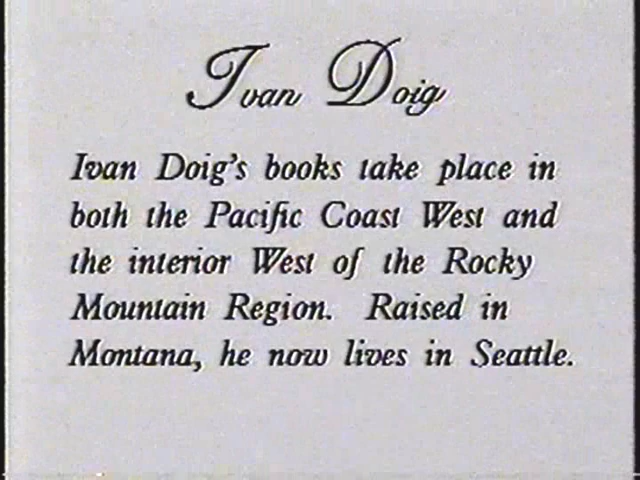 Ivan Doig
Ivan Doig's books take place in
both the Pacific Coast West and
the interior West of the Rocky
Mountain Region.  Raised in
Montana, he now lives in Seattle.